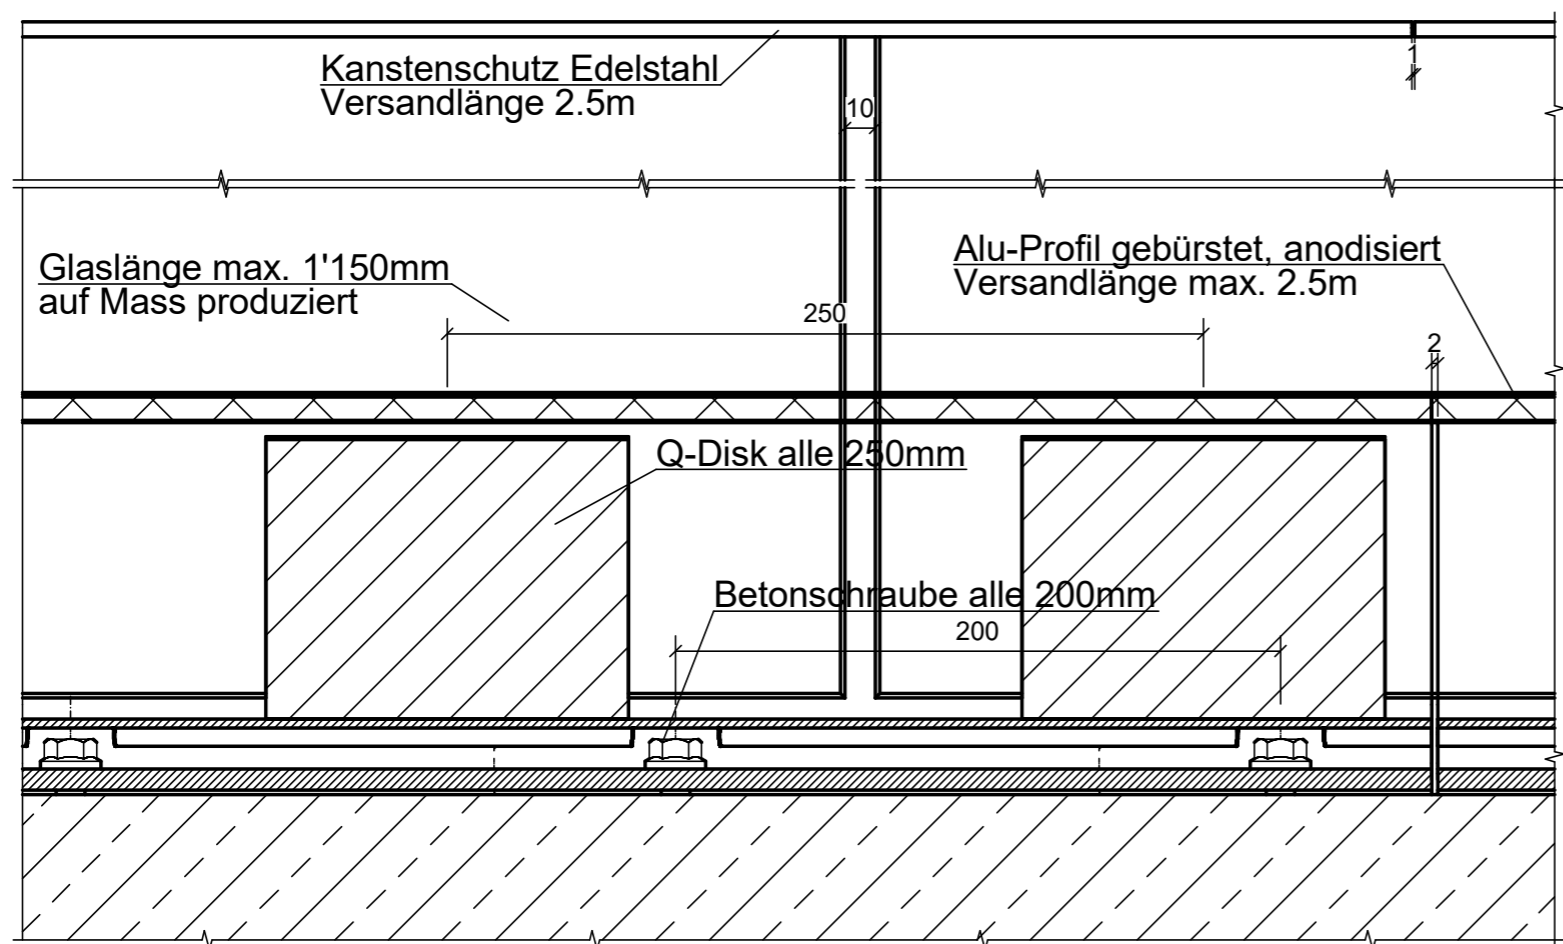 Kanstenschutz Edelstahl
Versandlänge 2.5m
1
10
Glaslänge max. 1'150mm
auf Mass produziert
Alu-Profil gebürstet, anodisiert
Versandlänge max. 2.5m
250
2
Q-Disk alle 250mm
Betonschraube alle 200mm
200